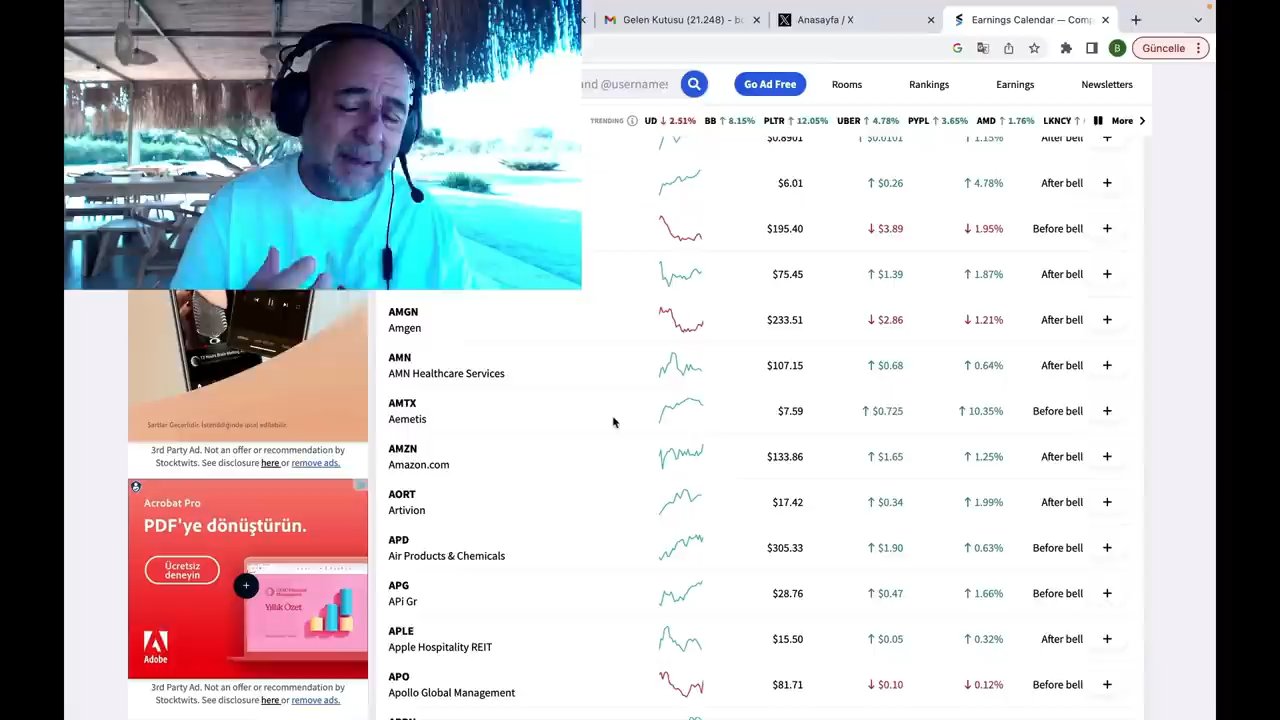 Gelen Kutusu (21.248) - bo
Anasayfa / X
Earnings Calendar — Comp
Güncelle
B
and @username
Go Ad Free
Rooms
Rankings
Earnings
Newsletters
TRENDING
UD ↓ 2.51%
BB ↑ 8.15%
PLTR ↑ 12.05%
UBER ↑ 4.78%
PYPL ↑ 3.65%
AMD ↑ 1.76%
LKNCY ↑
More
$0.8901 ↑ $0.0101 ↑ 1.15% After bell
$6.01 ↑ $0.26 ↑ 4.78% After bell
$195.40 ↓ $3.89 ↓ 1.95% Before bell
$75.45 ↑ $1.39 ↑ 1.87% After bell
AMGN
Amgen
$233.51 ↓ $2.86 ↓ 1.21% After bell
AMN
AMN Healthcare Services
$107.15 ↑ $0.68 ↑ 0.64% After bell
AMTX
Aemetis
$7.59 ↑ $0.725 ↑ 10.35% Before bell
AMZN
Amazon.com
$133.86 ↑ $1.65 ↑ 1.25% After bell
AORT
Artivion
$17.42 ↑ $0.34 ↑ 1.99% After bell
APD
Air Products & Chemicals
$305.33 ↑ $1.90 ↑ 0.63% Before bell
APG
APi Gr
$28.76 ↑ $0.47 ↑ 1.66% Before bell
APLE
Apple Hospitality REIT
$15.50 ↑ $0.05 ↑ 0.32% After bell
APO
Apollo Global Management
$81.71 ↓ $0.10 ↓ 0.12% Before bell
3rd Party Ad. Not an offer or recommendation by
Stocktwits. See disclosure here or remove ads.
Acrobat Pro
PDF'ye dönüştürün.
Ücretsiz
deneyin
Yıllık Özet
Adobe
3rd Party Ad. Not an offer or recommendation by
Stocktwits. See disclosure here or remove ads.